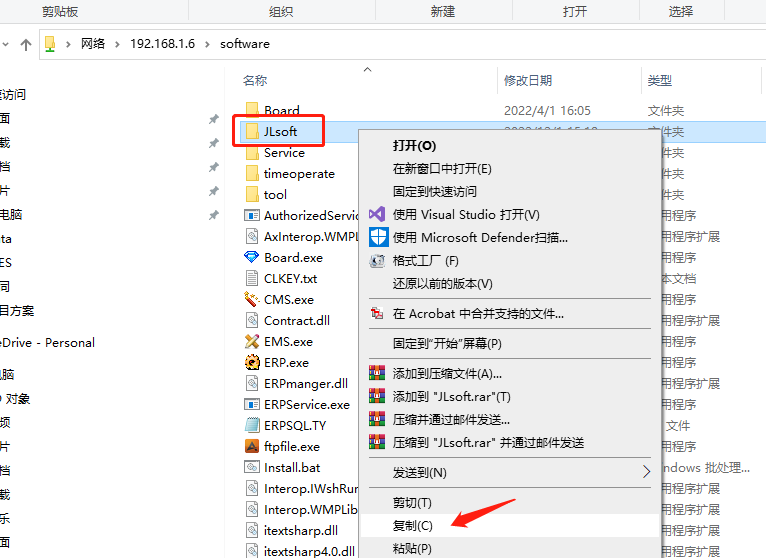 剪贴板 组织 新建 打开 选择
网络 192.168.1.6 software
名称 修改日期 类型
速访问
面
载
档
片
电脑
ata
ES
同
目方案
eDrive - Personal
电脑
D 对象
频
片
档
载
乐
面
Board 2022/4/1 16:05 文件夹
JLsoft 文件夹
Service 文件夹
timeoperate
tool
AuthorizedServic
AxInterop.WMPL
Board.exe
CLKEY.txt
CMS.exe
Contract.dll
EMS.exe
ERP.exe
ERPmanger.dll
ERPService.exe
ERPSQL.TY
ftpfile.exe
Install.bat
Interop.IWshRun
Interop.WMPLib
itextsharp.dll
itextsharp4.0.dll
打开(O)
在新窗口中打开(E)
固定到快速访问
使用 Visual Studio 打开(V)
使用 Microsoft Defender扫描...
格式工厂 (F)
还原以前的版本(V)
在 Acrobat 中合并支持的文件...
固定到"开始"屏幕(P)
添加到压缩文件(A)...
添加到 "JLsoft.rar"(T)
压缩并通过邮件发送...
压缩到 "JLsoft.rar" 并通过邮件发送
发送到(N)
剪切(T)
复制(C)
粘贴(P)
件夹
件夹
用程序
用程序扩展
用程序
本文档
用程序
用程序扩展
用程序
用程序
用程序扩展
用程序
文件
用程序
ndows 批处理...
用程序扩展
用程序扩展
用程序扩展
用程序扩展